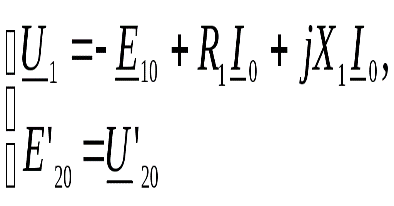 U̲₁ = - E̲₁₀ + R₁I̲₀ + jX₁I̲₀,
E'₂₀ = U̲'₂₀